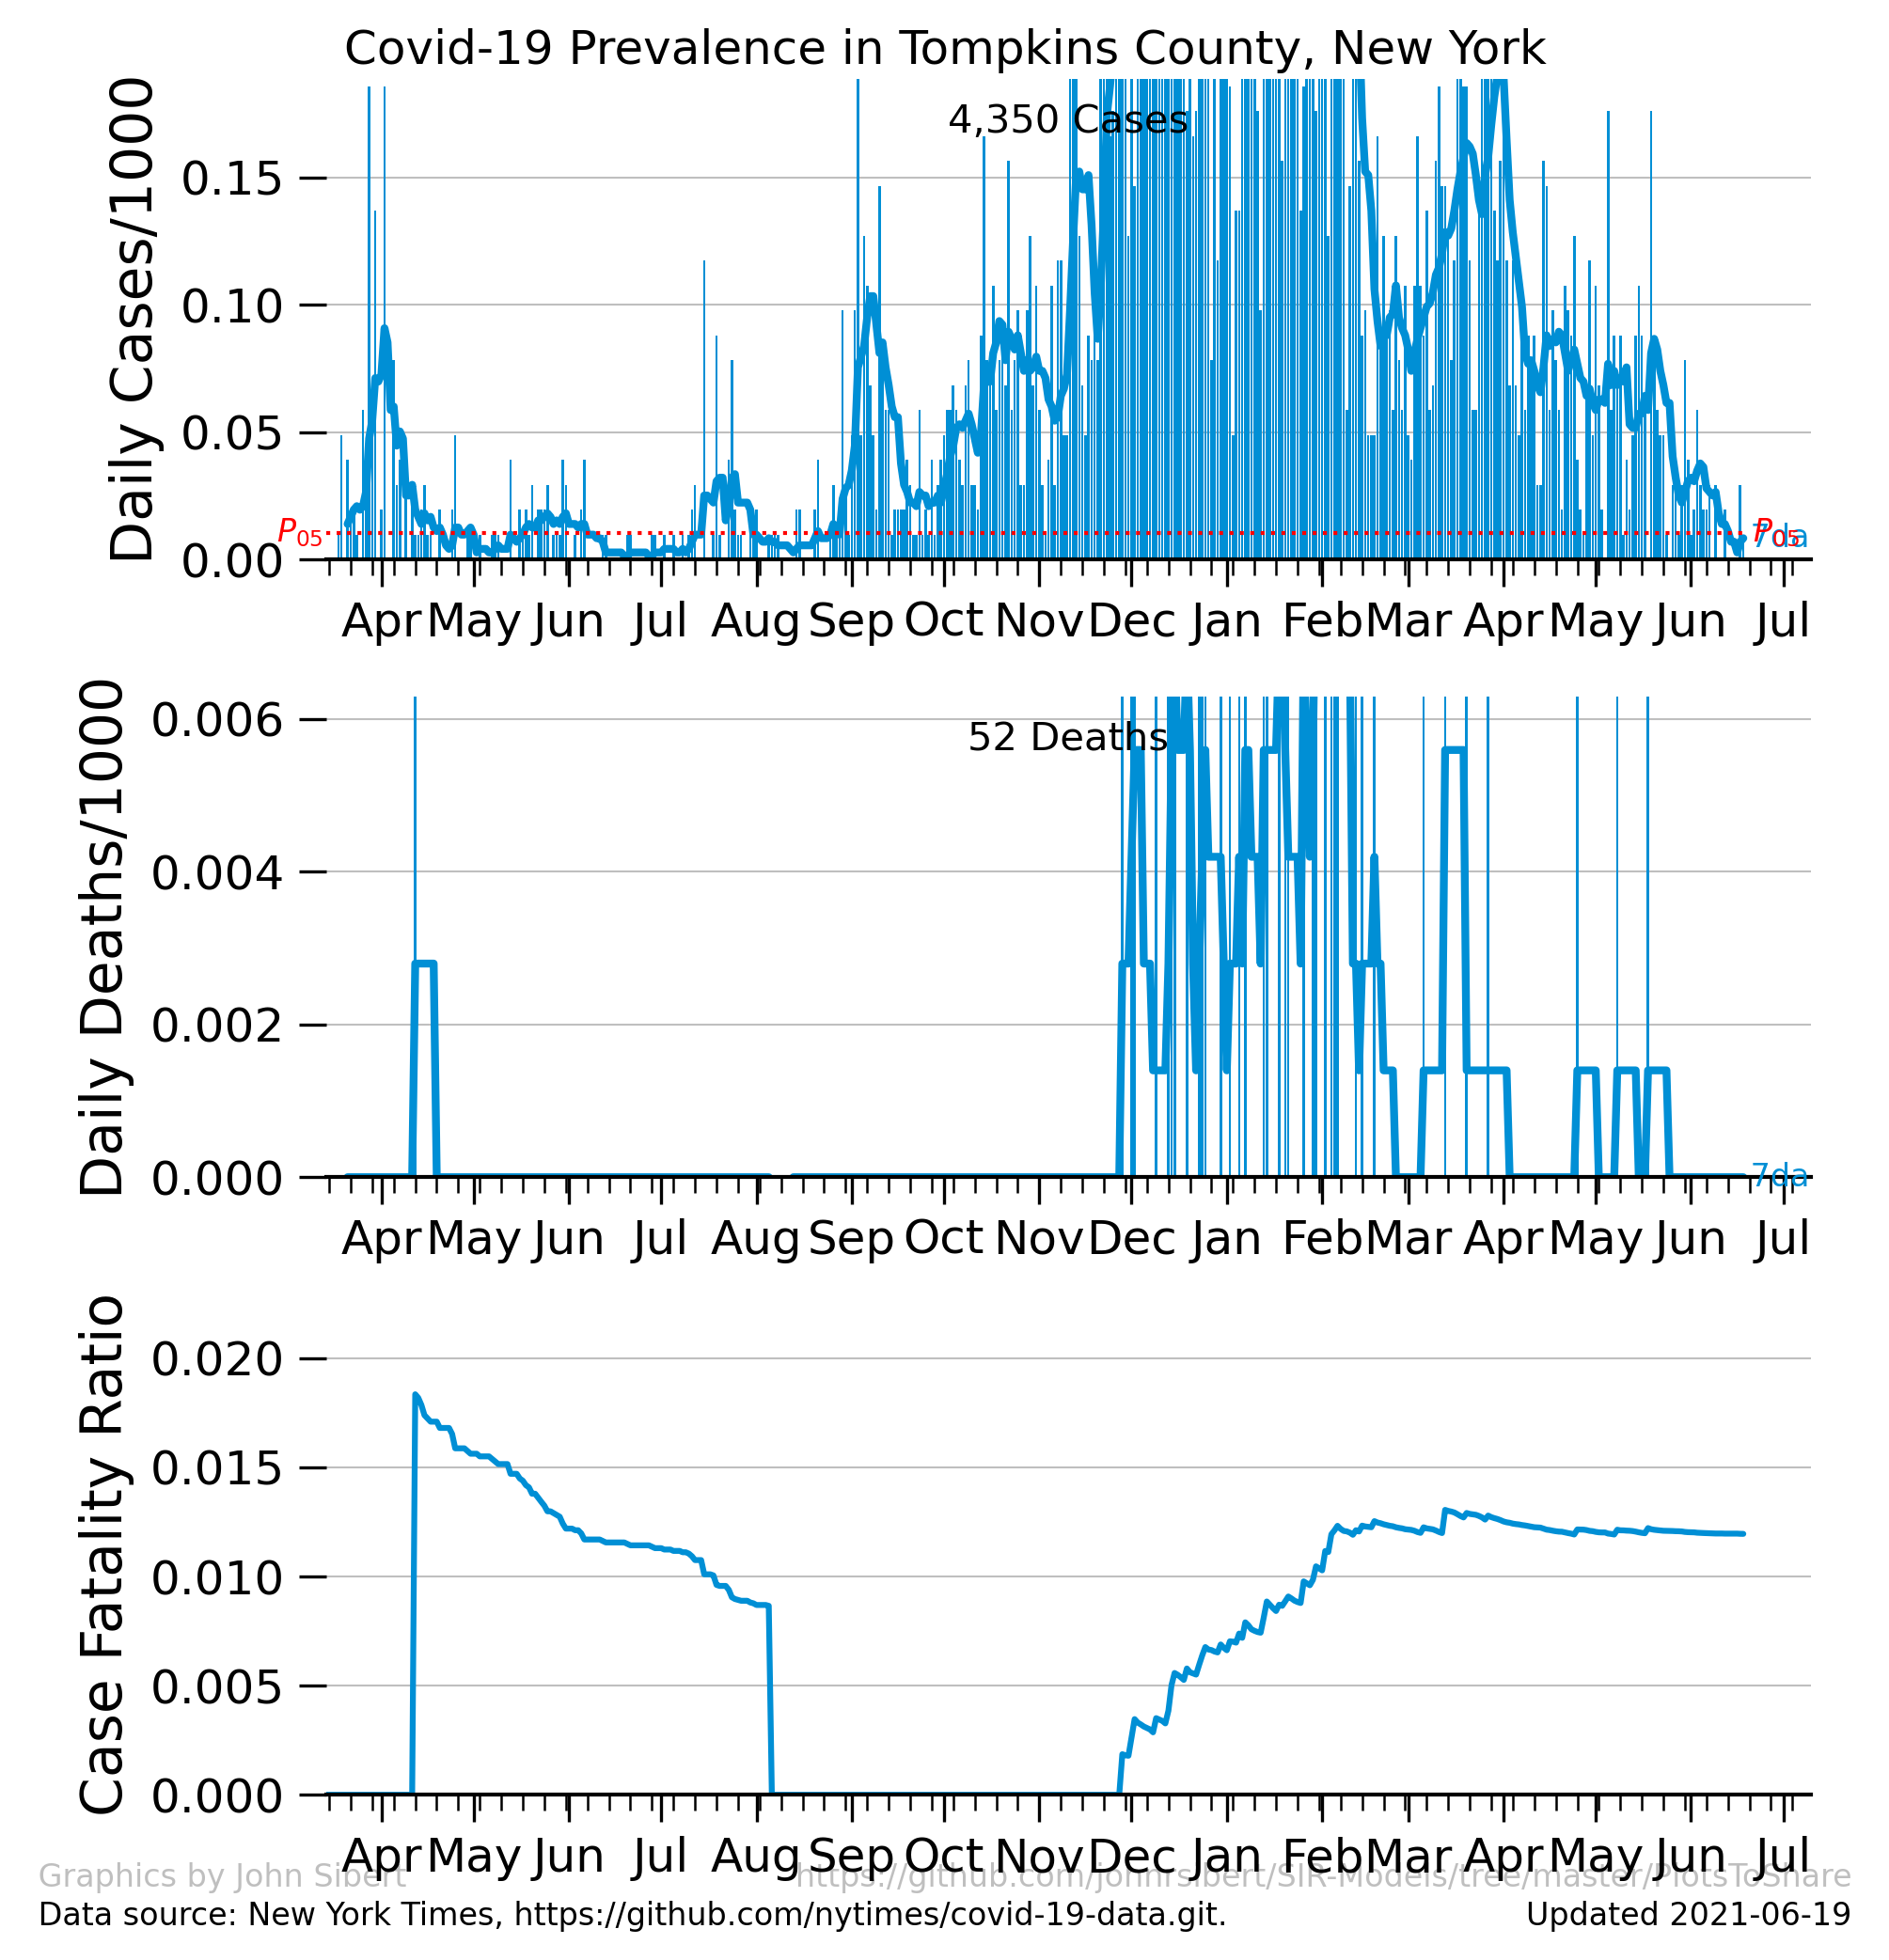 Covid-19 Prevalence in Tompkins County, New York
Daily Cases/1000
4,350 Cases
0.15
0.10
0.05
0.00
P05
P05
7da
Apr May Jun Jul Aug Sep Oct Nov Dec Jan Feb Mar Apr May Jun Jul
Daily Deaths/1000
52 Deaths
0.006
0.004
0.002
0.000
7da
Apr May Jun Jul Aug Sep Oct Nov Dec Jan Feb Mar Apr May Jun Jul
Case Fatality Ratio
0.020
0.015
0.010
0.005
0.000
Apr May Jun Jul Aug Sep Oct Nov Dec Jan Feb Mar Apr May Jun Jul
Graphics by John Sibert https://github.com/johnrsibert/SIR-Models/tree/master/PlotsToShare
Data source: New York Times, https://github.com/nytimes/covid-19-data.git. Updated 2021-06-19